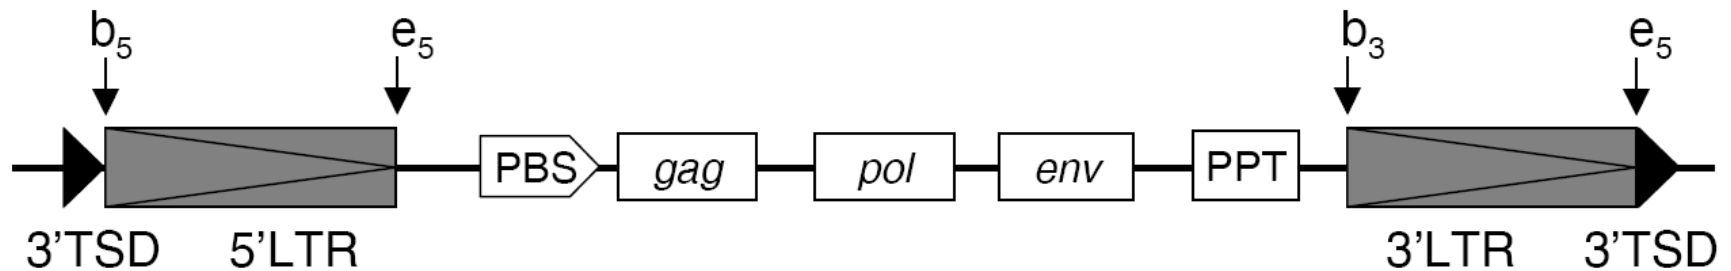 b5 e5 b3 e5
PBS gag pol env PPT
3’TSD 5’LTR 3’LTR 3’TSD